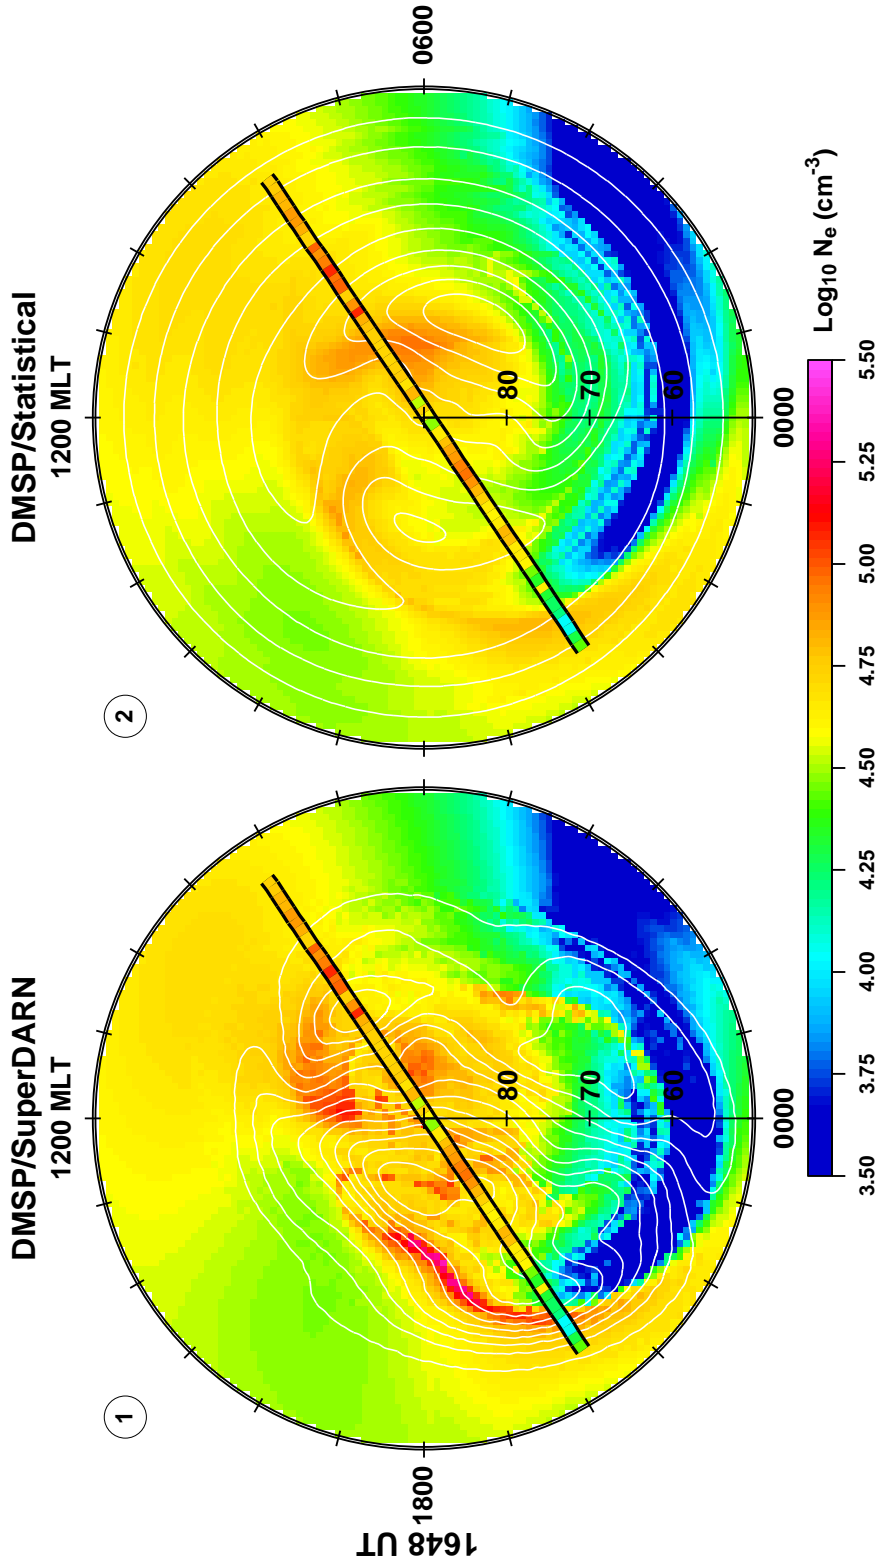 DMSP/SuperDARN
1200 MLT
1
1648 UT
1800
80
70
60
0000
DMSP/Statistical
1200 MLT
2
0600
80
70
60
0000
3.50 3.75 4.00 4.25 4.50 4.75 5.00 5.25 5.50
Log10 Ne (cm-3)